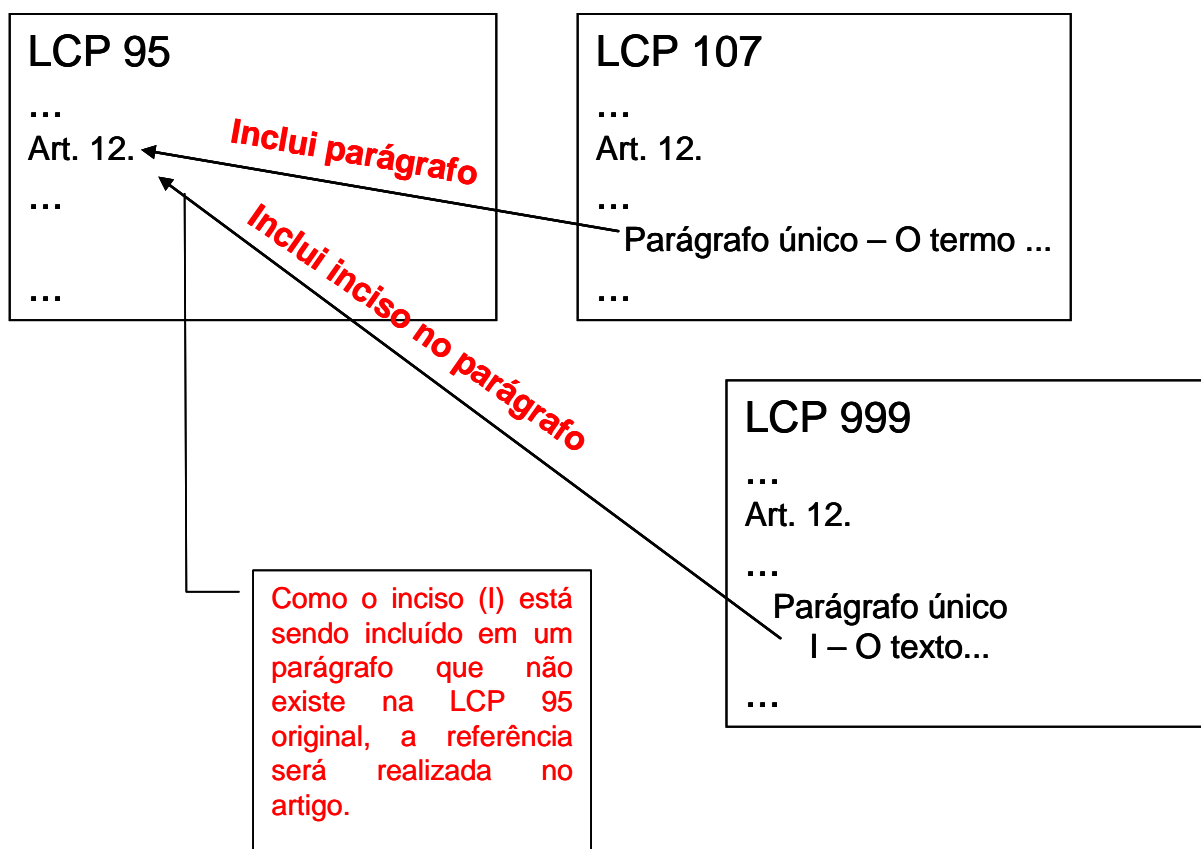 LCP 95
...
Art. 12.
...
...
LCP 107
...
Art. 12.
...
Parágrafo único – O termo ...
...
Inclui parágrafo
Inclui inciso no parágrafo
LCP 999
...
Art. 12.
...
Parágrafo único
I – O texto...
...
Como o inciso (I) está
sendo incluído em um
parágrafo que não
existe na LCP 95
original, a referência
será realizada no
artigo.